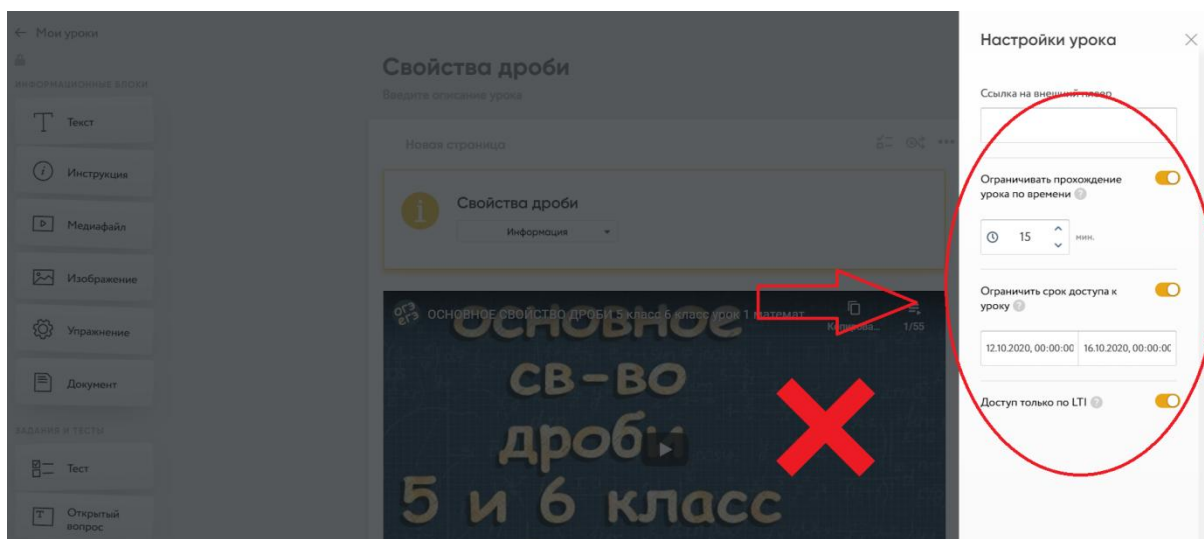 ← Мои уроки
ИНФОРМАЦИОННЫЕ БЛОКИ
Текст
Инструкция
Медиафайл
Изображение
Упражнение
Документ
ЗАДАНИЯ И ТЕСТЫ
Тест
Открытый
вопрос
Свойства дроби
Введите описание урока
Новая страница
Свойства дроби
Информация
ОСНОВНОЕ СВОЙСТВО ДРОБИ 5 класс 6 класс урок 1 математ
1/55
ОСНОВНОЕ
СВ-ВО
дроби
5 и 6 класс
Настройки урока
Ссылка на внешний плеер
Ограничивать прохождение
урока по времени
15 мин.
Ограничить срок доступа к
уроку
12.10.2020, 00:00:00 16.10.2020, 00:00:00
Доступ только по LTI